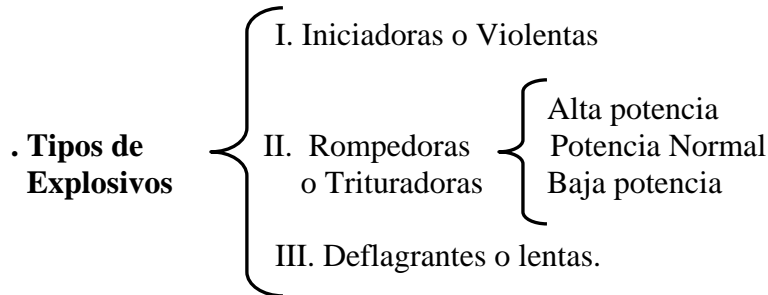 I. Iniciadoras o Violentas
. Tipos de Explosivos
II. Rompedoras o Trituradoras
Alta potencia
Potencia Normal
Baja potencia
III. Deflagrantes o lentas.